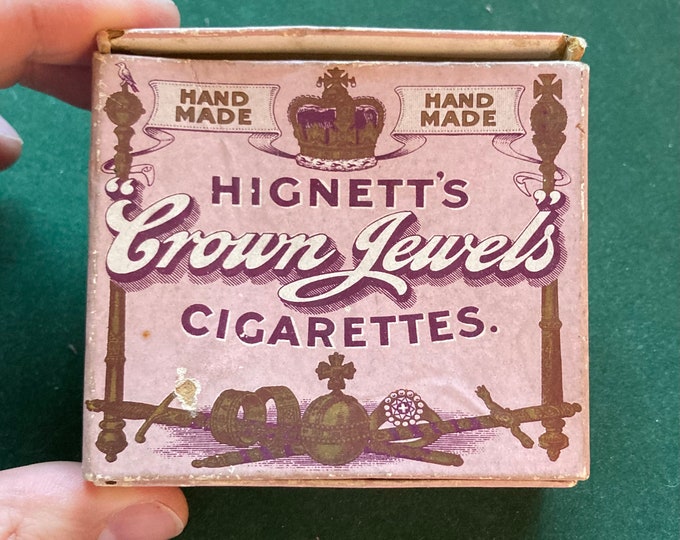 HAND MADE
HAND MADE
HIGNETT'S
"Crown Jewels"
CIGARETTES.